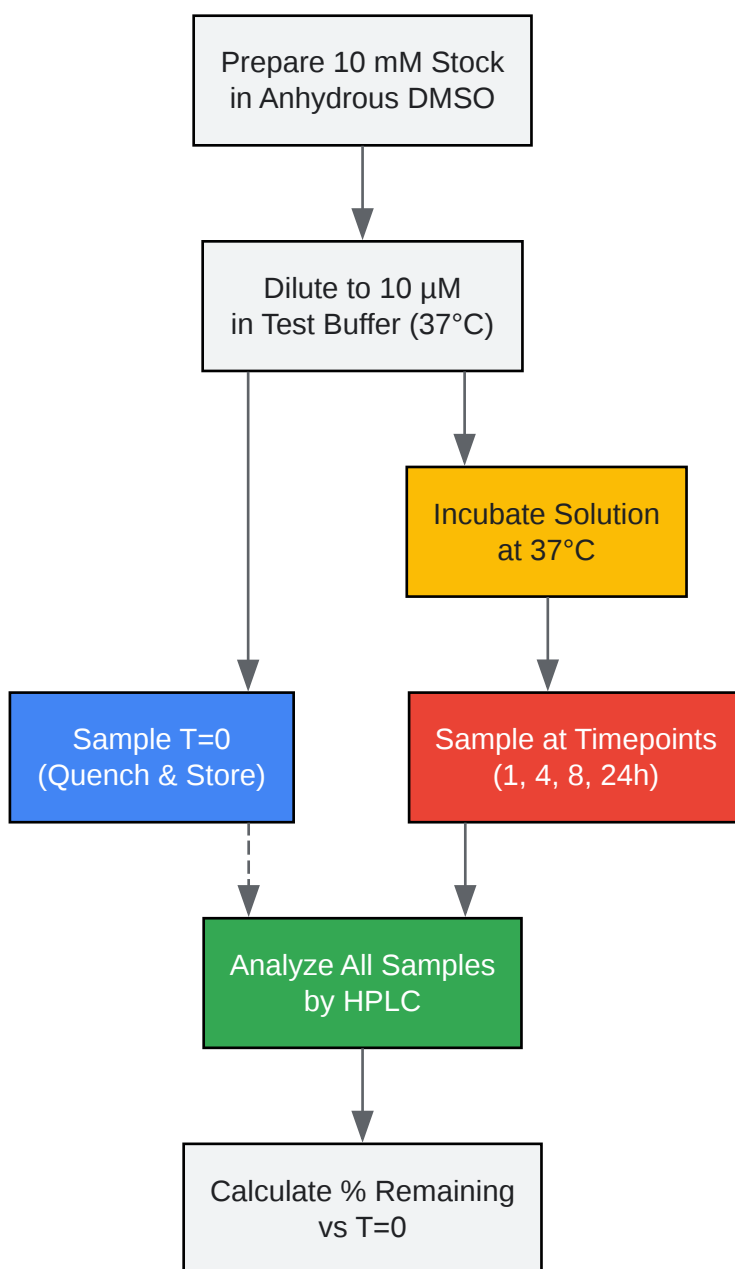 Prepare 10 mM Stock
in Anhydrous DMSO
Dilute to 10 µM
in Test Buffer (37°C)
Incubate Solution
at 37°C
Sample T=0
(Quench & Store)
Sample at Timepoints
(1, 4, 8, 24h)
Analyze All Samples
by HPLC
Calculate % Remaining
vs T=0